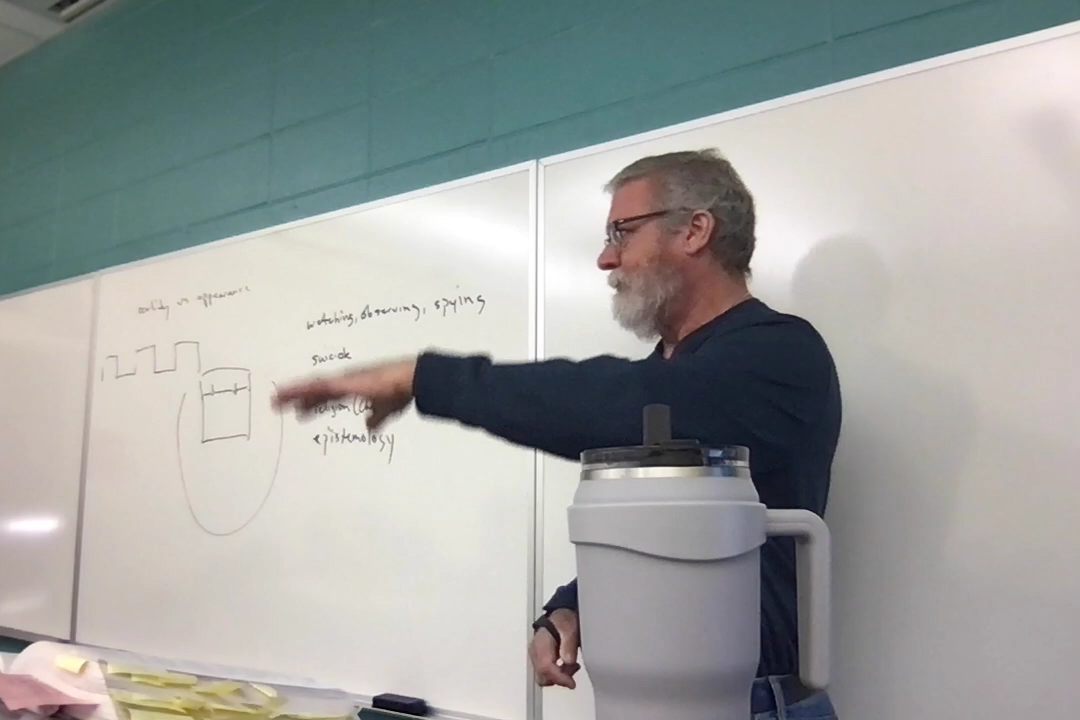 reality vs appearance
watching, observing, spying
suicide
religion (
epistemology